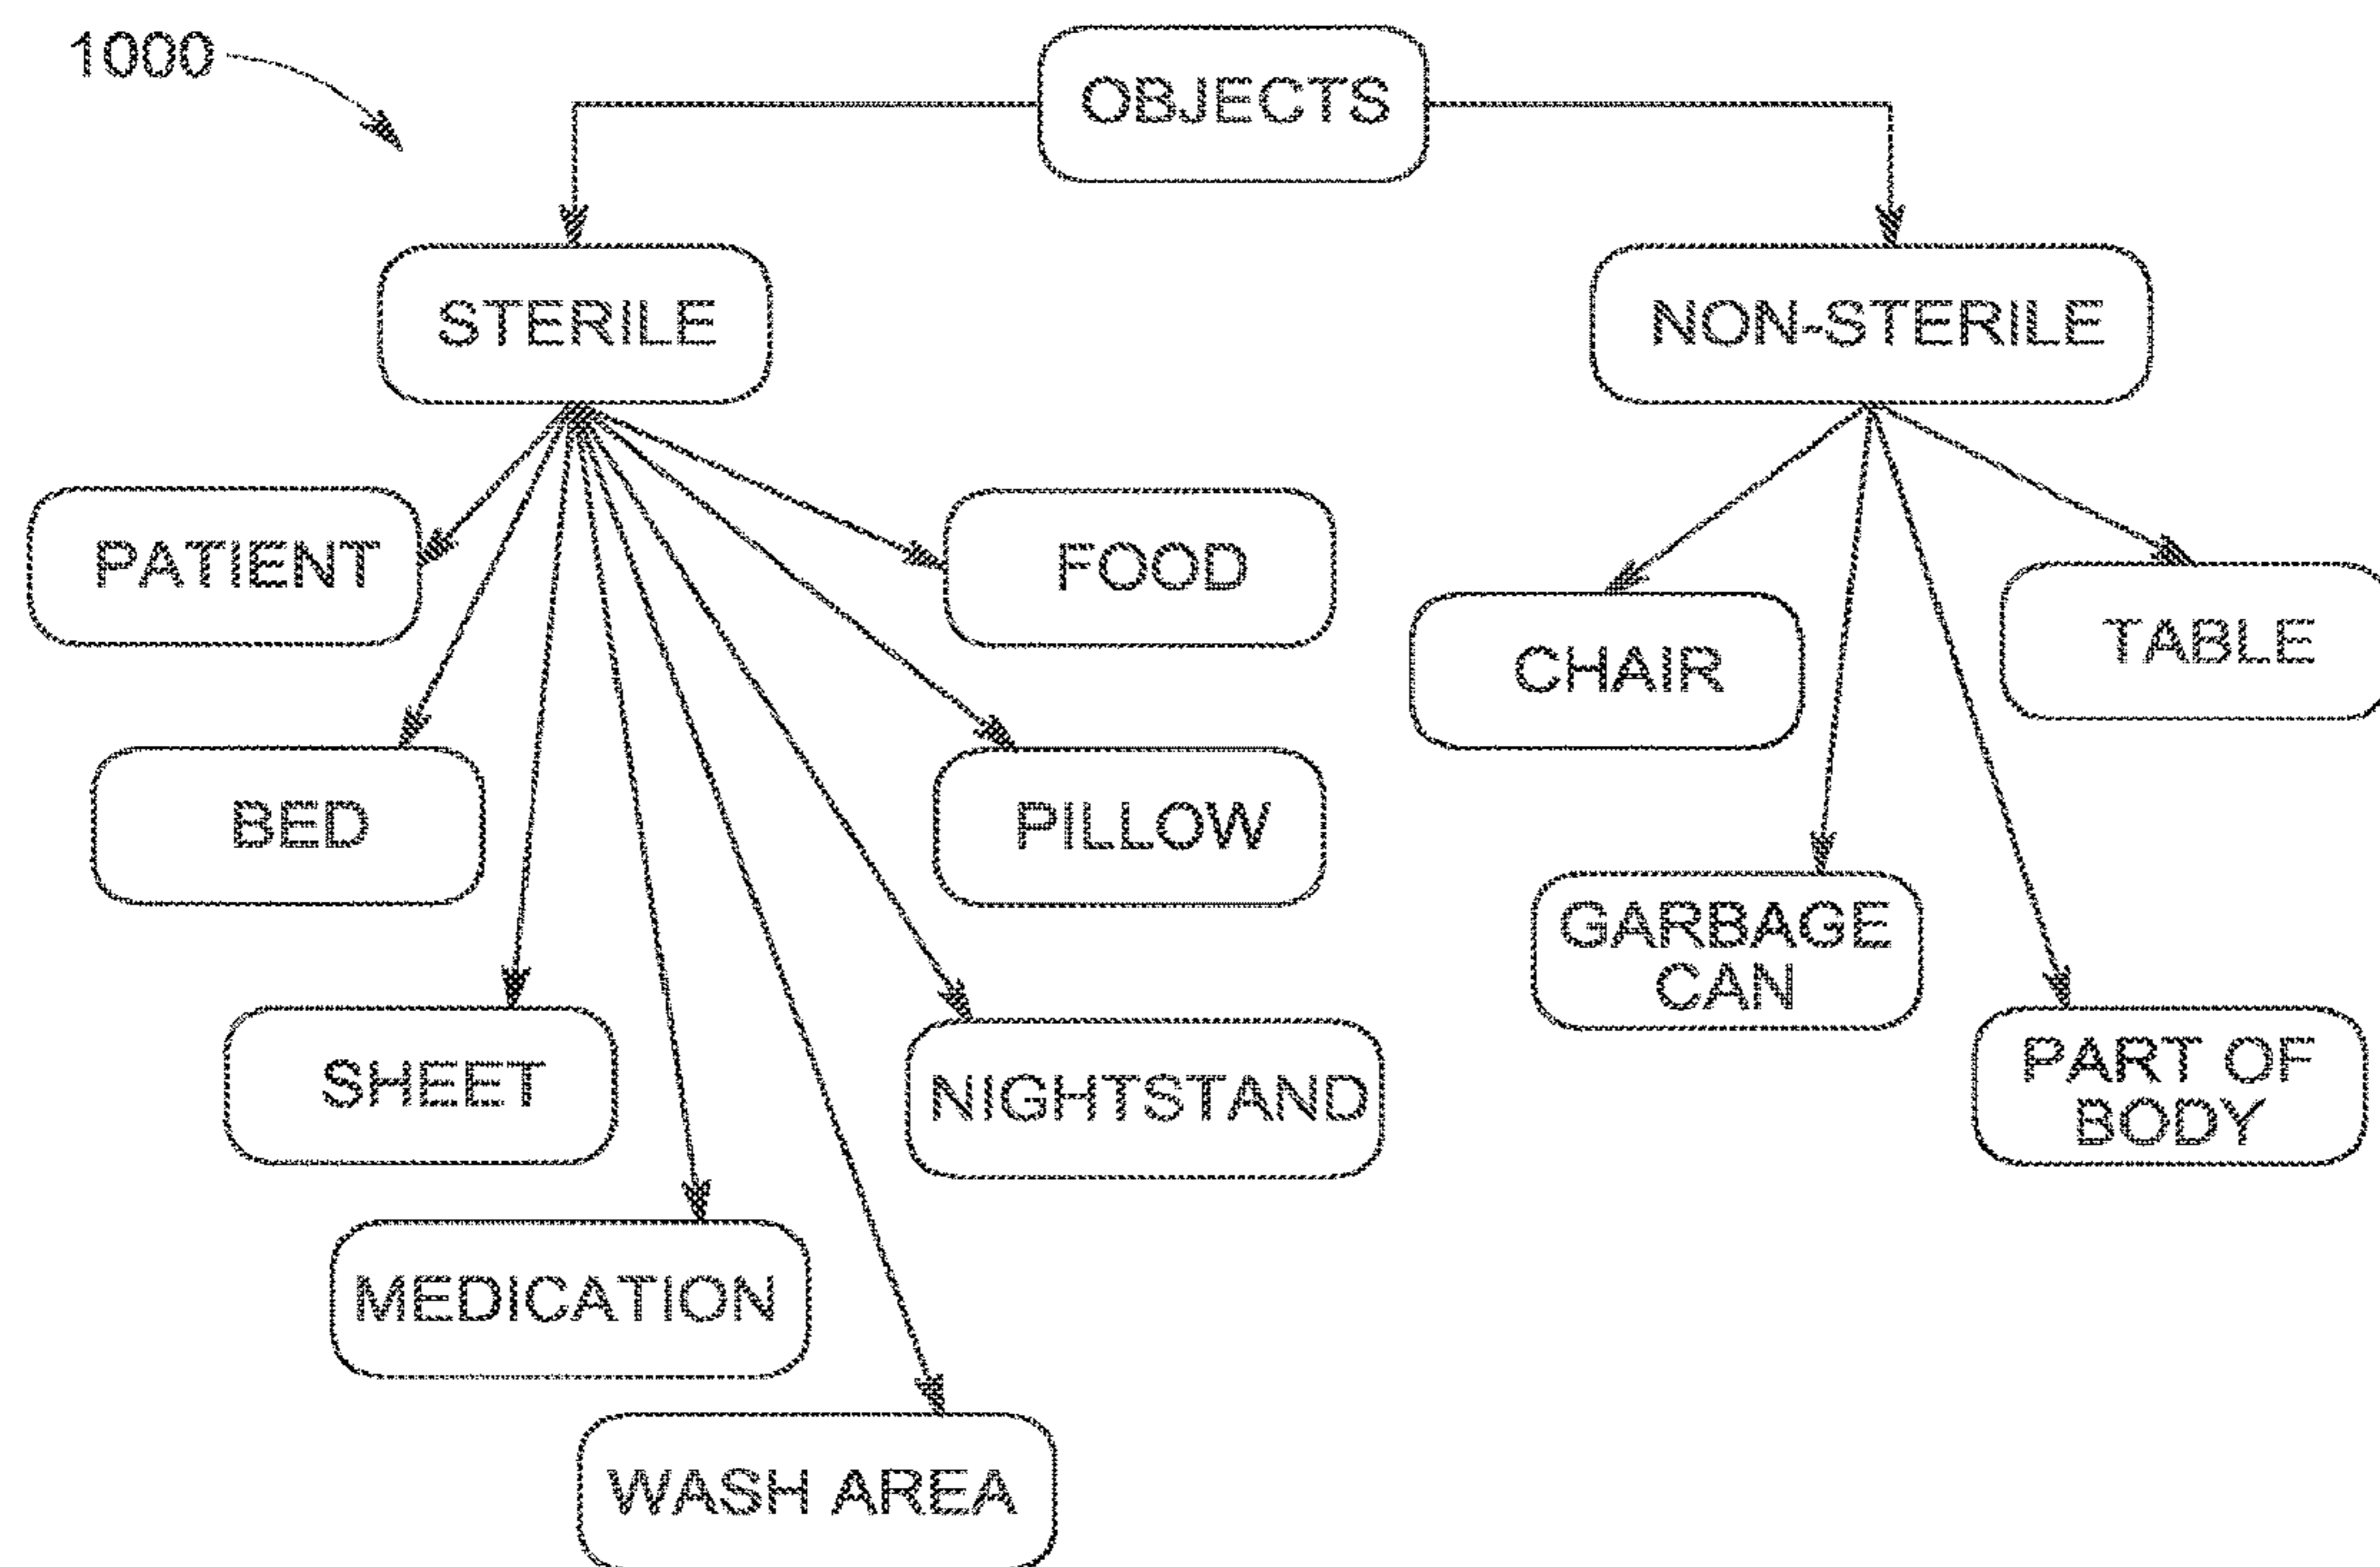 1000
OBJECTS
STERILE
NON-STERILE
PATIENT
FOOD
CHAIR
TABLE
BED
PILLOW
GARBAGE
CAN
SHEET
NIGHTSTAND
PART OF
BODY
MEDICATION
WASH AREA